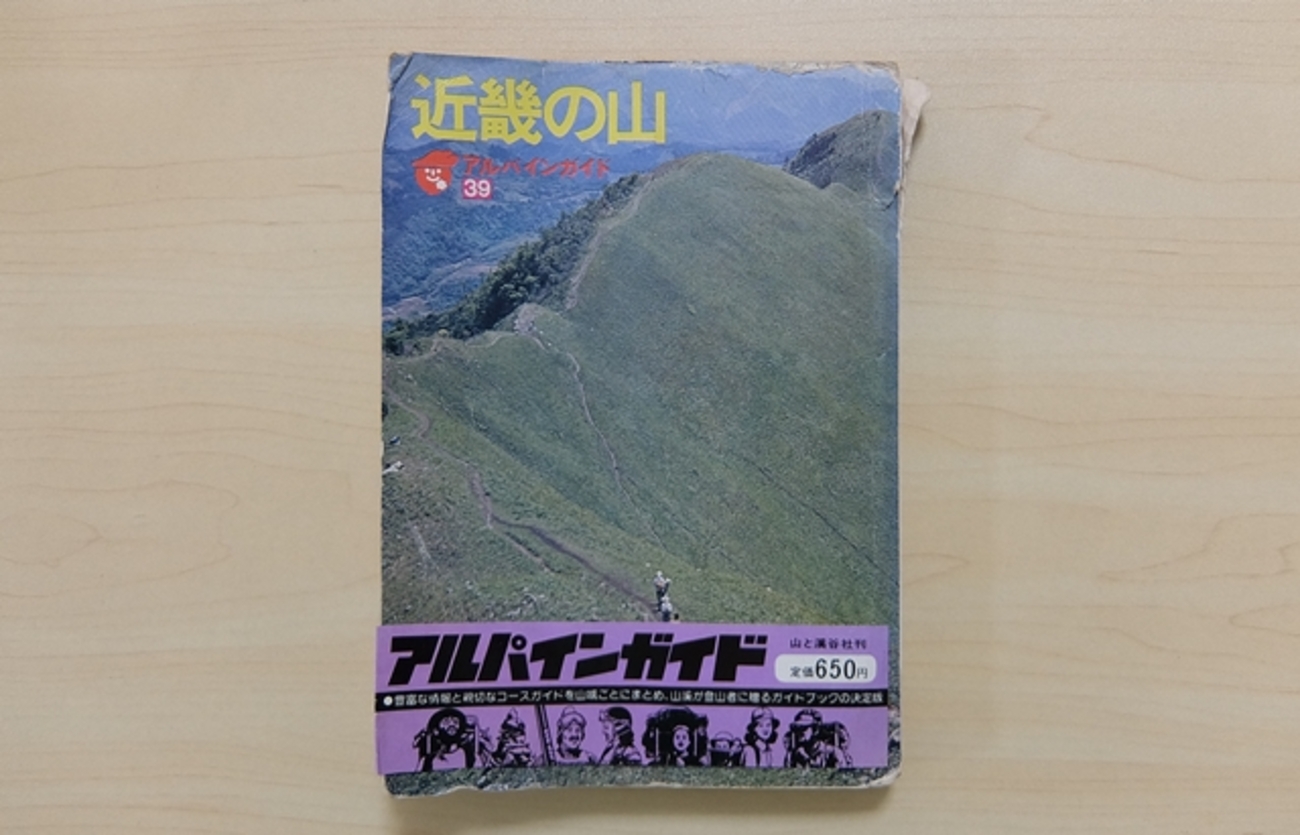 近畿の山
アルパインガイド
39
アルパインガイド
山と溪谷社刊
定価650円
●豊富な情報と親切なコースガイドを山域ごとにまとめ、山溪が登山者に贈るガイドブックの決定版